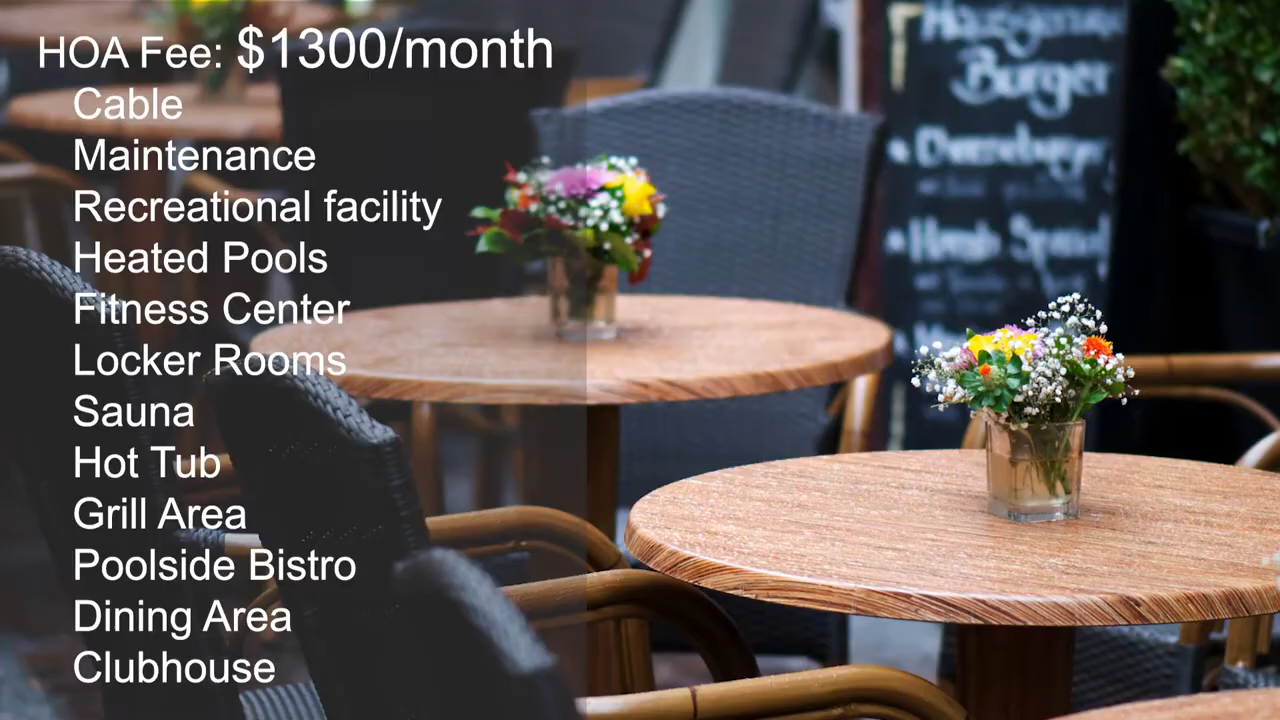 HOA Fee: $1300/month
Cable
Maintenance
Recreational facility
Heated Pools
Fitness Center
Locker Rooms
Sauna
Hot Tub
Grill Area
Poolside Bistro
Dining Area
Clubhouse
Burger